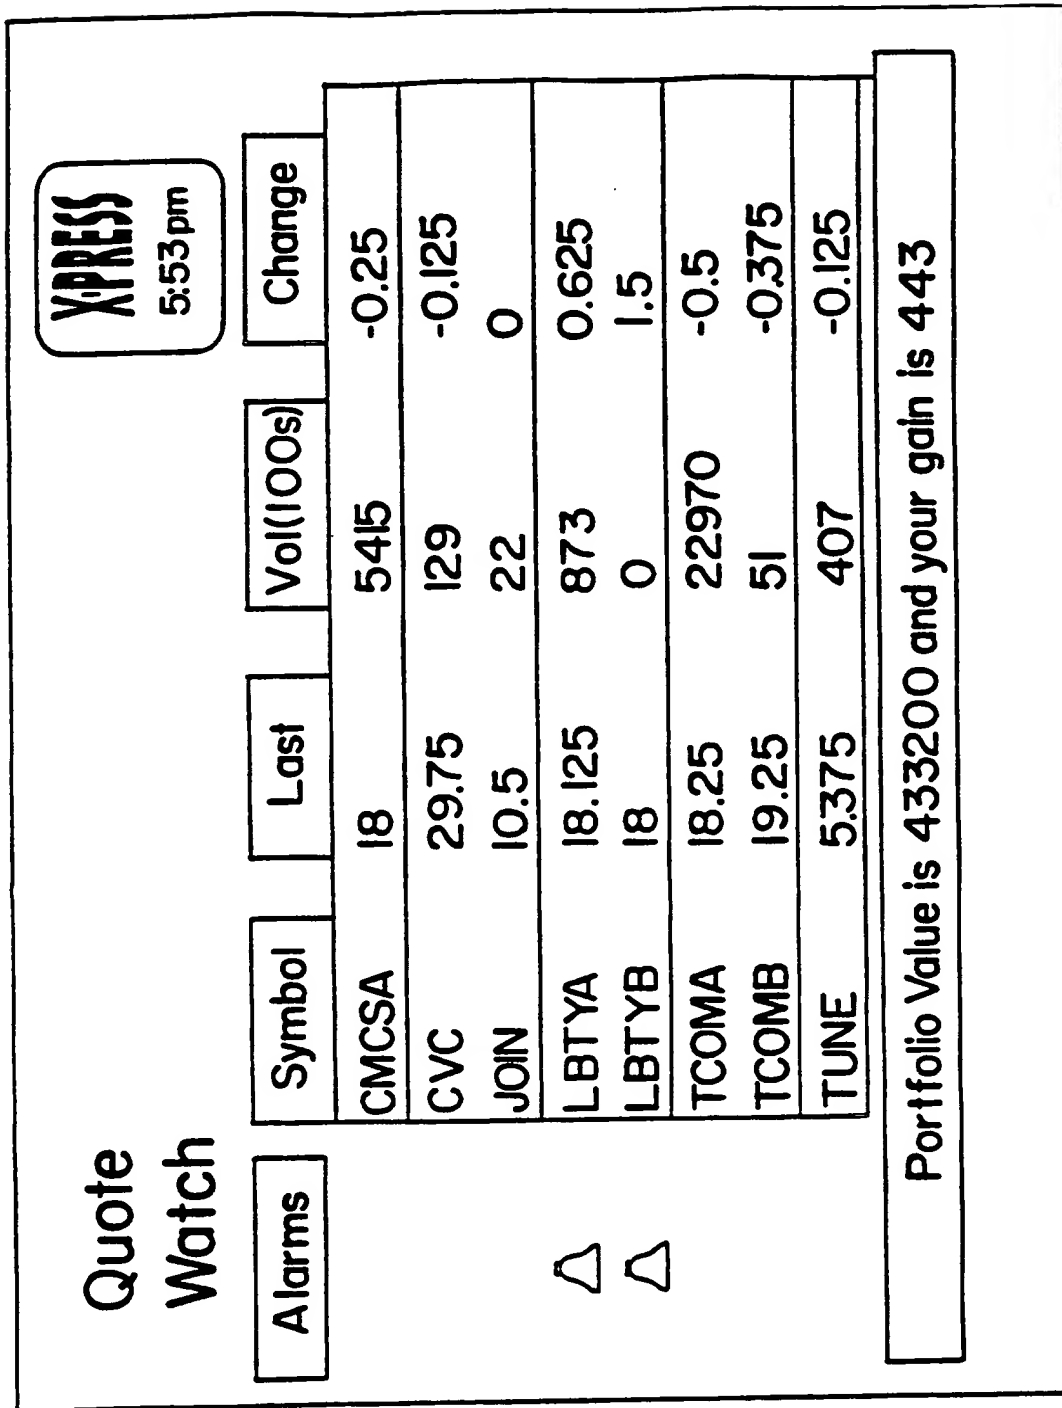 Quote
Watch
X·PRESS
5:53pm
Alarms Symbol Last Vol(100s) Change
CMCSA 18 5415 -0.25
CVC 29.75 129 -0.125
JOIN 10.5 22 0
LBTYA 18.125 873 0.625
LBTYB 18 0 1.5
TCOMA 18.25 22970 -0.5
TCOMB 19.25 51 -0.375
TUNE 5.375 407 -0.125
Portfolio Value is 433200 and your gain is 443